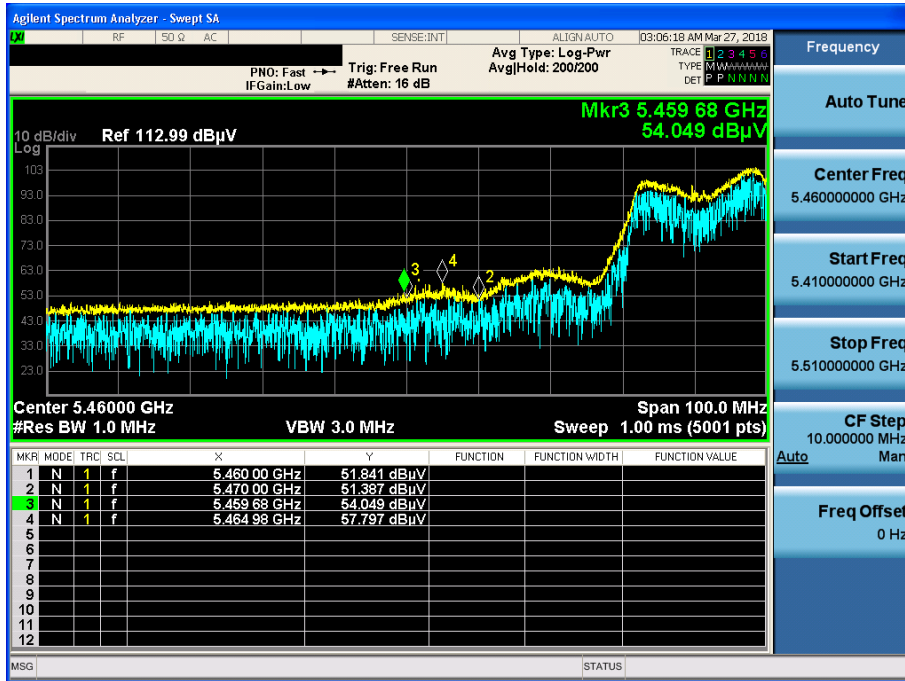 Agilent Spectrum Analyzer - Swept SA
LXI RF 50 Ω AC SENSE:INT ALIGN AUTO 03:06:18 AM Mar 27, 2018
PNO: Fast Trig: Free Run Avg Type: Log-Pwr TRACE 1 2 3 4 5 6
IFGain:Low #Atten: 16 dB Avg|Hold: 200/200 TYPE M W
DET P P N N N N
Mkr3 5.459 68 GHz
54.049 dBµV
10 dB/div Ref 112.99 dBµV
Log
103
93.0
83.0
73.0
63.0
53.0
43.0
33.0
23.0
3
4
2
Center 5.46000 GHz Span 100.0 MHz
#Res BW 1.0 MHz VBW 3.0 MHz Sweep 1.00 ms (5001 pts)
MKR MODE TRC SCL X Y FUNCTION FUNCTION WIDTH FUNCTION VALUE
1 N 1 f 5.460 00 GHz 51.841 dBµV
2 N 1 f 5.470 00 GHz 51.387 dBµV
3 N 1 f 5.459 68 GHz 54.049 dBµV
4 N 1 f 5.464 98 GHz 57.797 dBµV
5
6
7
8
9
10
11
12
MSG STATUS
Frequency
Auto Tune
Center Freq
5.460000000 GHz
Start Freq
5.410000000 GHz
Stop Freq
5.510000000 GHz
CF Step
10.000000 MHz
Auto Man
Freq Offset
0 Hz